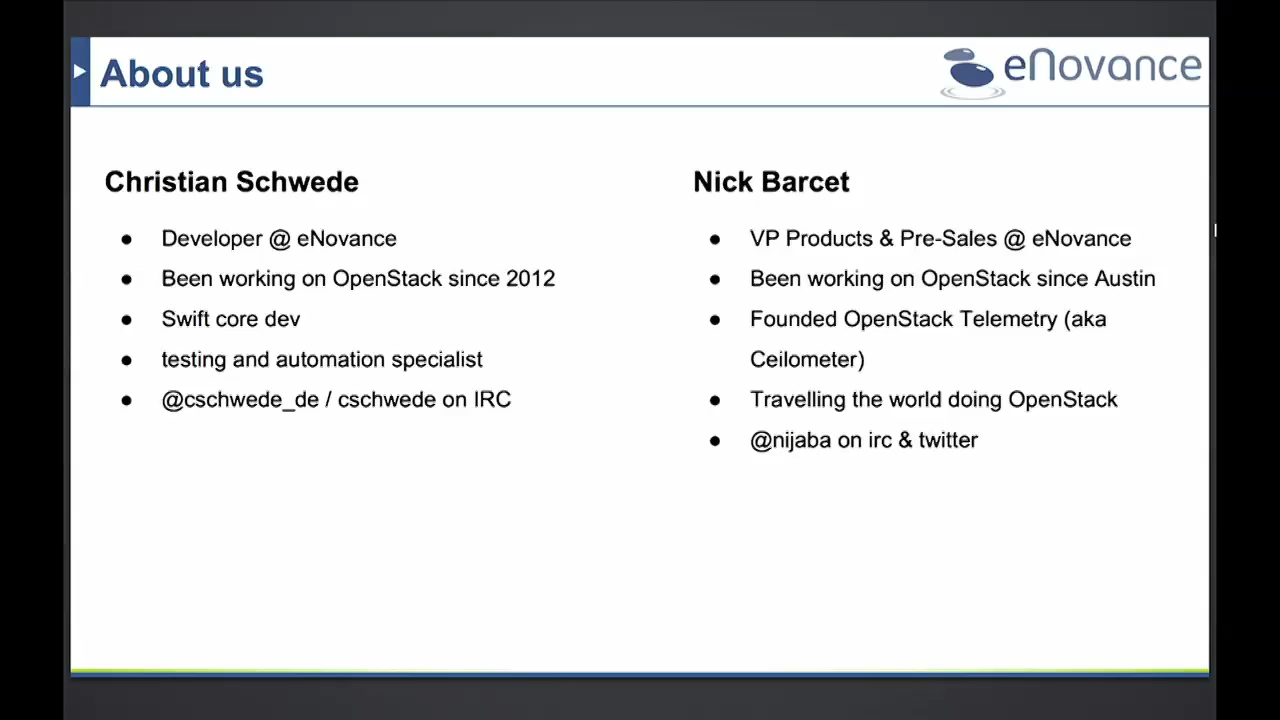 About us
eNovance
Christian Schwede
● Developer @ eNovance
● Been working on OpenStack since 2012
● Swift core dev
● testing and automation specialist
● @cschwede_de / cschwede on IRC
Nick Barcet
● VP Products & Pre-Sales @ eNovance
● Been working on OpenStack since Austin
● Founded OpenStack Telemetry (aka
Ceilometer)
● Travelling the world doing OpenStack
● @nijaba on irc & twitter